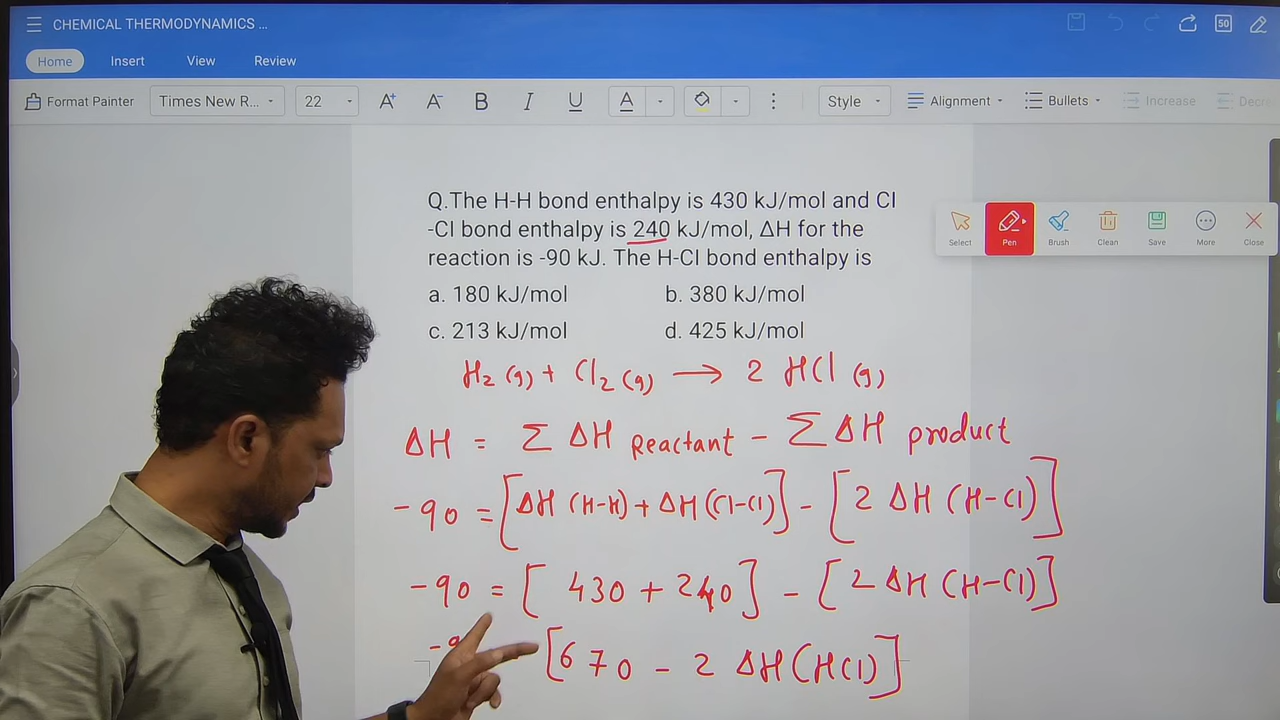 CHEMICAL THERMODYNAMICS ...
50
Home Insert View Review
Format Painter Times New R... 22 A+ A- B I U A Style Alignment Bullets Increase
Select Pen Brush Clean Save More Close
Q.The H-H bond enthalpy is 430 kJ/mol and Cl
-Cl bond enthalpy is 240 kJ/mol, ΔH for the
reaction is -90 kJ. The H-Cl bond enthalpy is
a. 180 kJ/mol b. 380 kJ/mol
c. 213 kJ/mol d. 425 kJ/mol
H₂ (g) + Cl₂ (g) → 2 HCl (g)
ΔH = Σ ΔH Reactant - Σ ΔH product
-90 = [ΔH (H-H) + ΔH (Cl-Cl)] - [2 ΔH (H-Cl)]
-90 = [430 + 240] - [2 ΔH (H-Cl)]
[670 - 2 ΔH (HCl)]